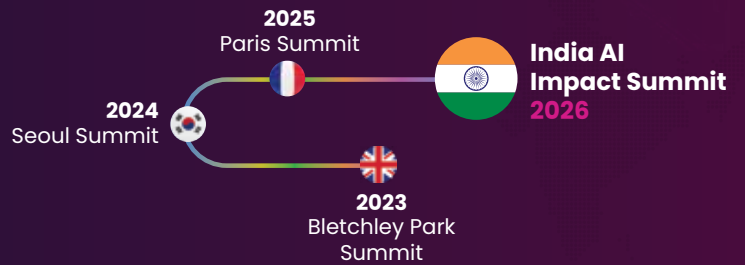 2025
Paris Summit
India AI
Impact Summit
2026
2024
Seoul Summit
2023
Bletchley Park
Summit